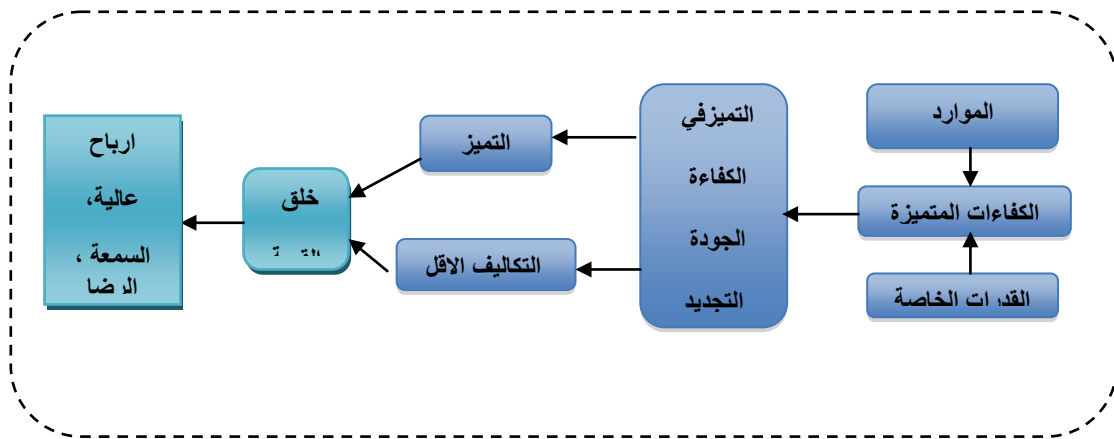 الموارد
الكفاءات المتميزة
القدرات الخاصة
التميزفي
الكفاءة
الجودة
التجديد
التميز
التكاليف الاقل
خلق
ارباح
عالية،
السمعة ،
الرضا